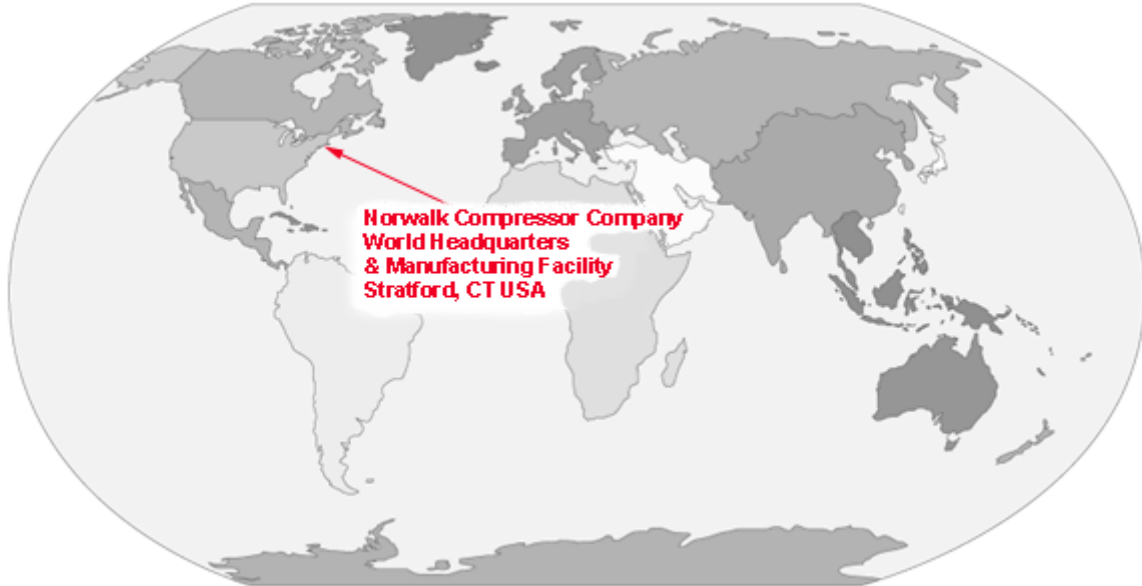 Norwalk Compressor Company
World Headquarters
& Manufacturing Facility
Stratford, CT USA